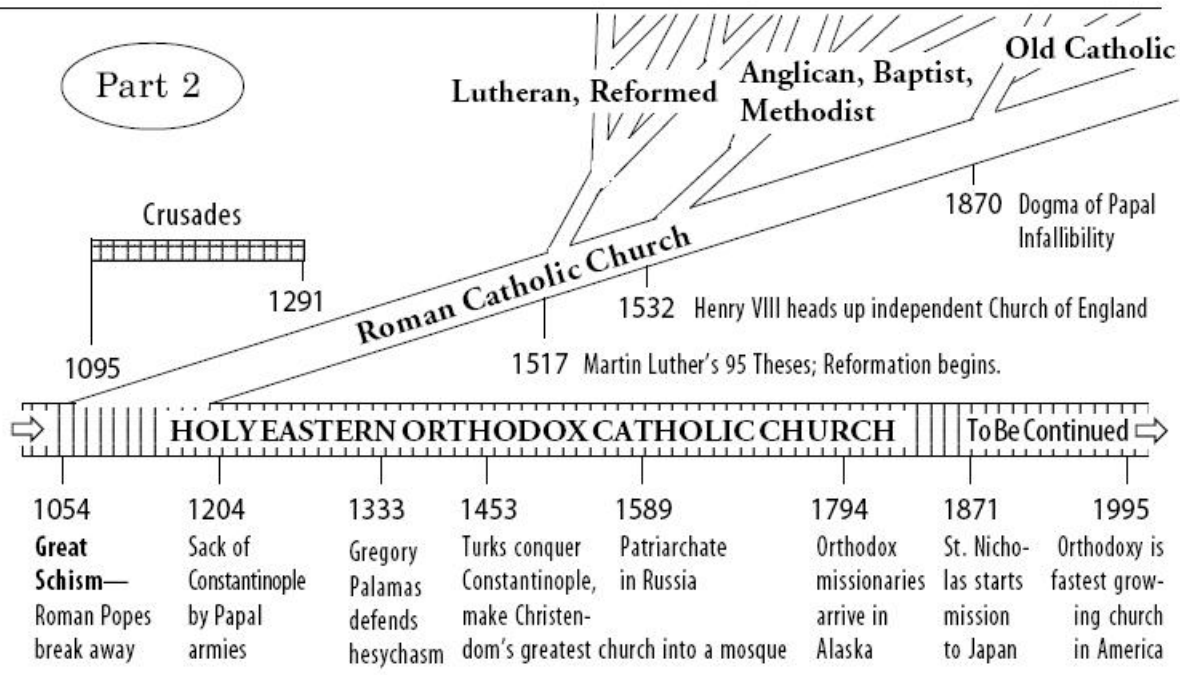 Part 2
Lutheran, Reformed
Anglican, Baptist,
Methodist
Old Catholic
Crusades
1095
1291
Roman Catholic Church
1870 Dogma of Papal
Infallibility
1532 Henry VIII heads up independent Church of England
1517 Martin Luther's 95 Theses; Reformation begins.
HOLY EASTERN ORTHODOX CATHOLIC CHURCH
To Be Continued
1054
Great
Schism—
Roman Popes
break away
1204
Sack of
Constantinople
by Papal
armies
1333
Gregory
Palamas
defends
hesychasm
1453
Turks conquer
Constantinople,
make Christen-
dom's greatest church into a mosque
1589
Patriarchate
in Russia
1794
Orthodox
missionaries
arrive in
Alaska
1871
St. Nicho-
las starts
mission
to Japan
1995
Orthodoxy is
fastest grow-
ing church
in America